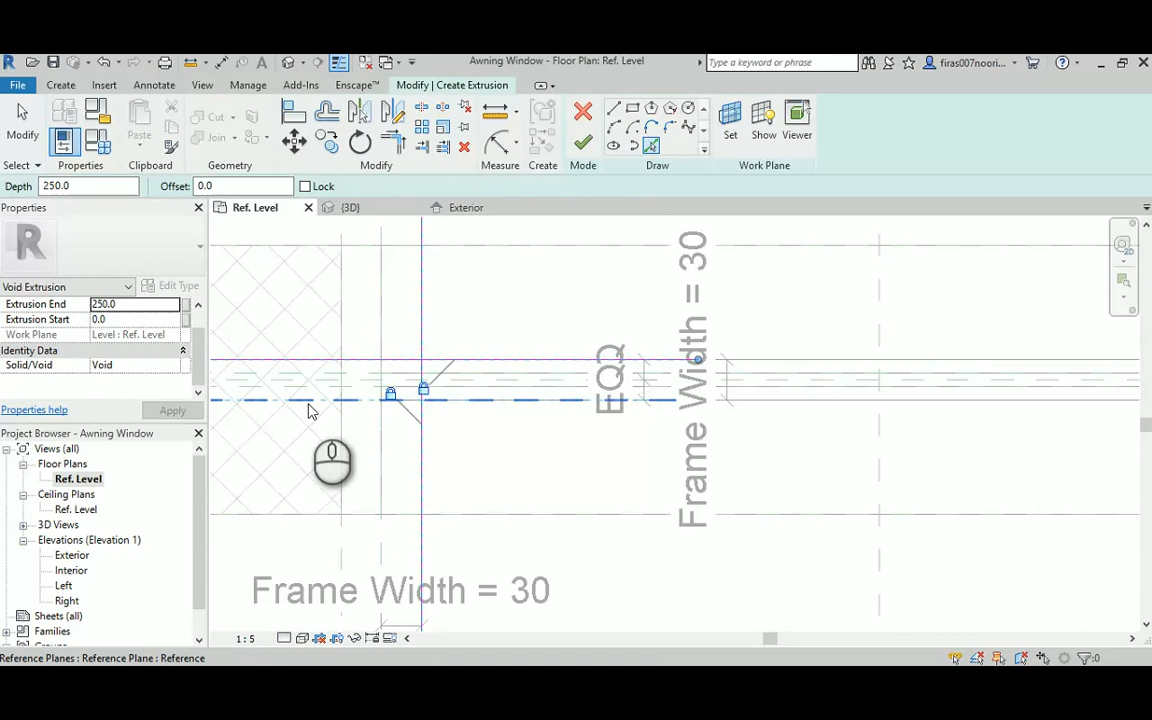 Awning Window - Floor Plan: Ref. Level
Type a keyword or phrase
firas007noori...
File Create Insert Annotate View Manage Add-Ins Enscape™ Modify | Create Extrusion
Modify
Paste
Cut
Join
Set Show Viewer
Select Properties Clipboard Geometry Modify Measure Create Mode Draw Work Plane
Depth 250.0 Offset: 0.0 Lock
Properties
Ref. Level {3D} Exterior
R
Void Extrusion Edit Type
Extrusion End 250.0
Extrusion Start 0.0
Work Plane Level : Ref. Level
Identity Data
Solid/Void Void
Properties help Apply
Project Browser - Awning Window
Views (all)
Floor Plans
Ref. Level
Ceiling Plans
Ref. Level
3D Views
Elevations (Elevation 1)
Exterior
Interior
Left
Right
Sheets (all)
Families
Frame Width = 30
Frame Width = 30
1 : 5
Reference Planes : Reference Plane : Reference
:0